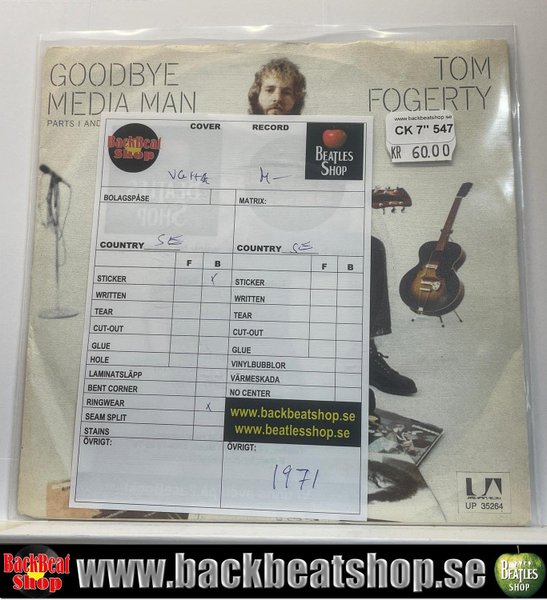 GOODBYE
MEDIA MAN
PARTS I AND
TOM
FOGERTY
www.backbeatshop.se
CK 7" 547
KR 60.00
COVER RECORD
BackBeat
Shop
BEATLES
SHOP
VG++ M-
BOLAGSPÅSE MATRIX:
COUNTRY SE COUNTRY SE
F B F B
STICKER X STICKER
WRITTEN WRITTEN
TEAR TEAR
CUT-OUT CUT-OUT
GLUE GLUE
HOLE VINYLBUBBLOR
LAMINATSLÄPP VÄRMESKADA
BENT CORNER NO CENTER
RINGWEAR X
SEAM SPLIT
STAINS
www.backbeatshop.se
www.beatlesshop.se
ÖVRIGT: ÖVRIGT:
1971
UA
UP 35264
BackBeat
Shop
www.backbeatshop.se
BEATLES
SHOP